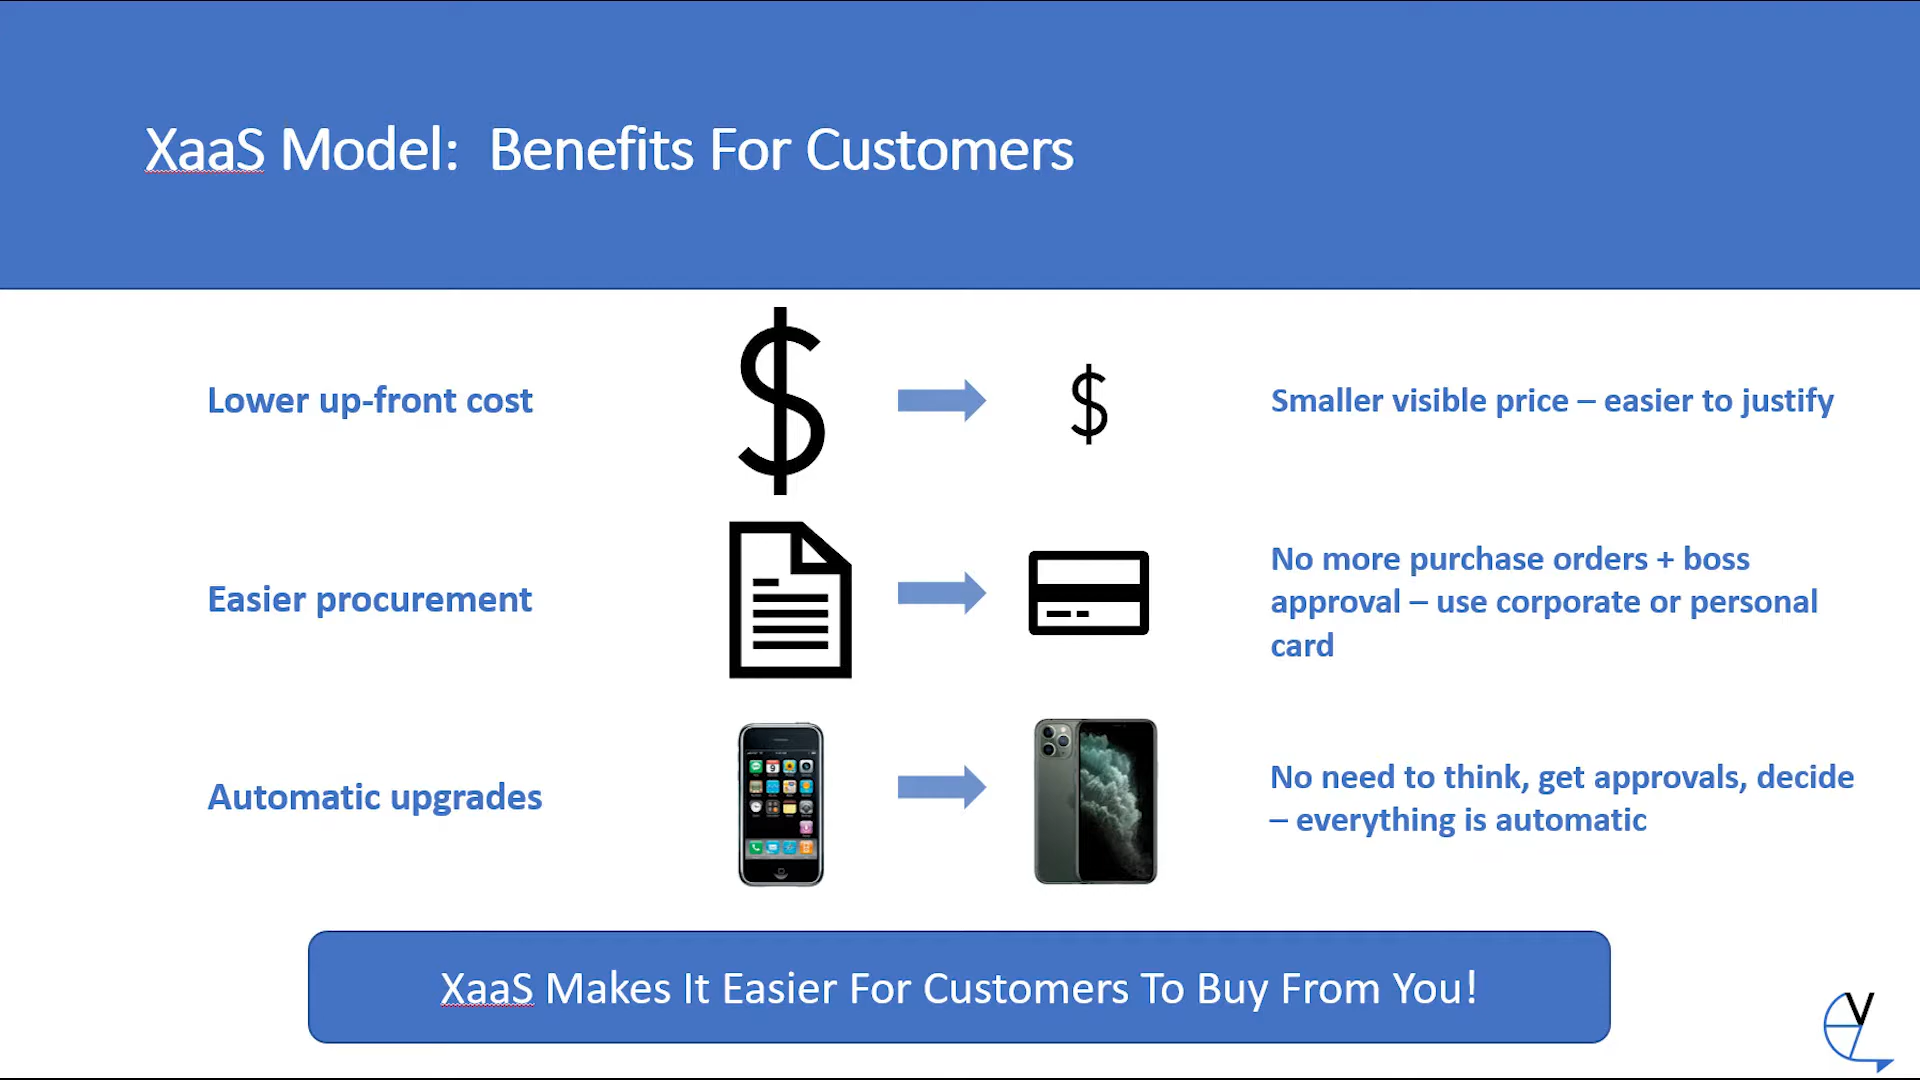 XaaS Model:  Benefits For Customers
Lower up-front cost
Smaller visible price – easier to justify
Easier procurement
No more purchase orders + boss
approval – use corporate or personal
card
Automatic upgrades
No need to think, get approvals, decide
– everything is automatic
XaaS Makes It Easier For Customers To Buy From You!